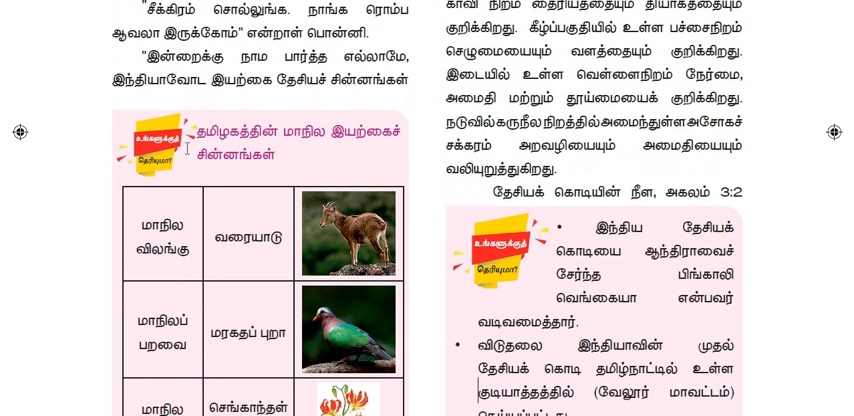 "சீக்கிரம் சொல்லுங்க. நாங்க ரொம்ப
ஆவலா இருக்கோம்" என்றாள் பொன்னி.
"இன்றைக்கு நாம பார்த்த எல்லாமே,
இந்தியாவோட இயற்கை தேசியச் சின்னங்கள்
உங்களுக்குத்
தெரியுமா?
தமிழகத்தின் மாநில இயற்கைச்
சின்னங்கள்
மாநில
விலங்கு
வரையாடு
மாநிலப்
பறவை
மரகதப் புறா
மாநில
செங்காந்தள்
காவி நிறம் தைரியத்தையும் தியாகத்தையும்
குறிக்கிறது. கீழ்ப்பகுதியில் உள்ள பச்சைநிறம்
செழுமையையும் வளத்தையும் குறிக்கிறது.
இடையில் உள்ள வெள்ளைநிறம் நேர்மை,
அமைதி மற்றும் தூய்மையைக் குறிக்கிறது.
நடுவில் கருநீல நிறத்தில் அமைந்துள்ள அசோகச்
சக்கரம் அறவழியையும் அமைதியையும்
வலியுறுத்துகிறது.
தேசியக் கொடியின் நீள, அகலம் 3:2
உங்களுக்குத்
தெரியுமா?
• இந்திய தேசியக்
கொடியை ஆந்திராவைச்
சேர்ந்த பிங்காலி
வெங்கையா என்பவர்
வடிவமைத்தார்.
• விடுதலை இந்தியாவின் முதல்
தேசியக் கொடி தமிழ்நாட்டில் உள்ள
குடியாத்தத்தில் (வேலூர் மாவட்டம்)